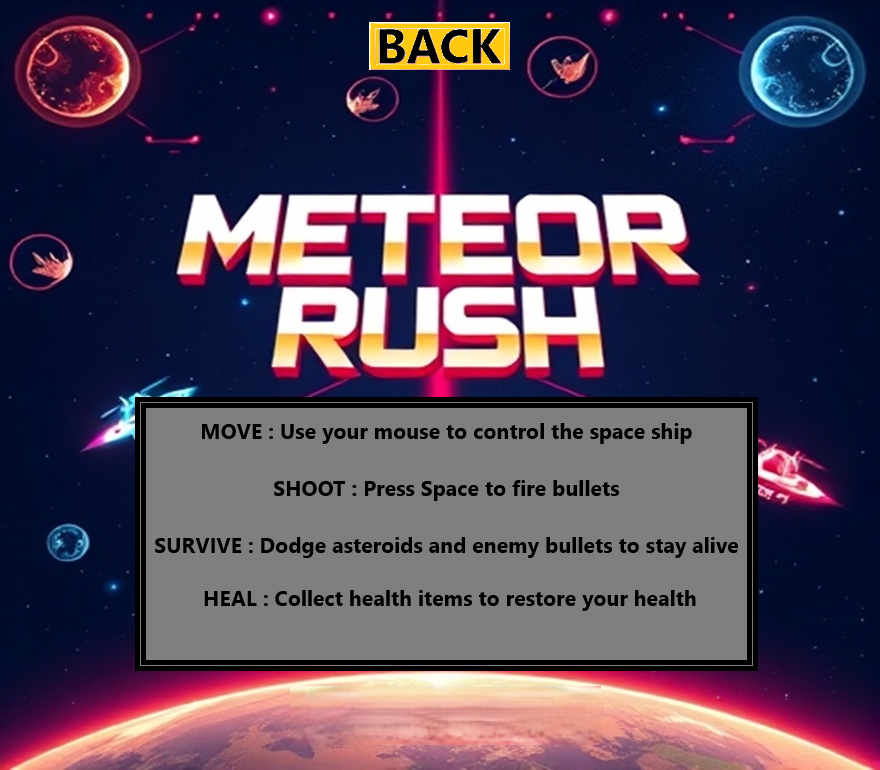 BACK
METEOR
RUSH
MOVE : Use your mouse to control the space ship
SHOOT : Press Space to fire bullets
SURVIVE : Dodge asteroids and enemy bullets to stay alive
HEAL : Collect health items to restore your health